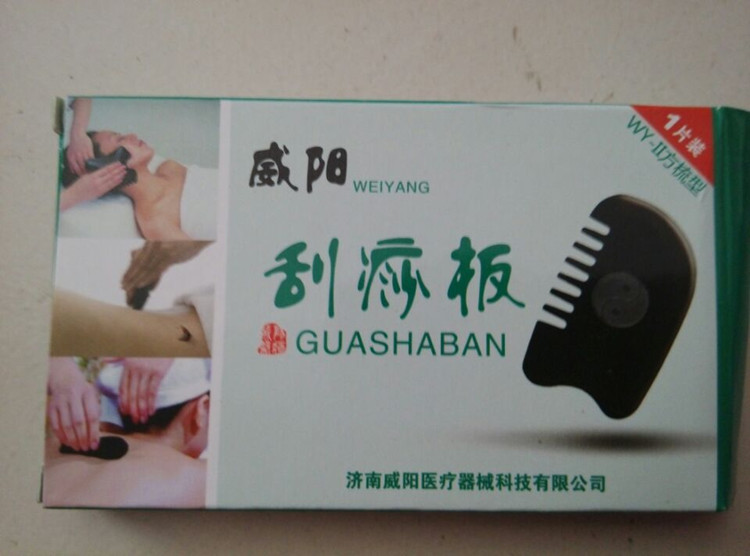 1片装
WY-II方梳型
威阳
WEIYANG
刮痧板
GUASHABAN
济南威阳医疗器械科技有限公司